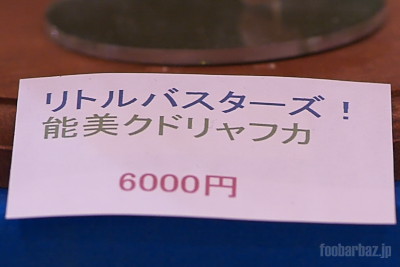 リトルバスターズ！
能美クドリャフカ
6000円
foobarbaz.jp